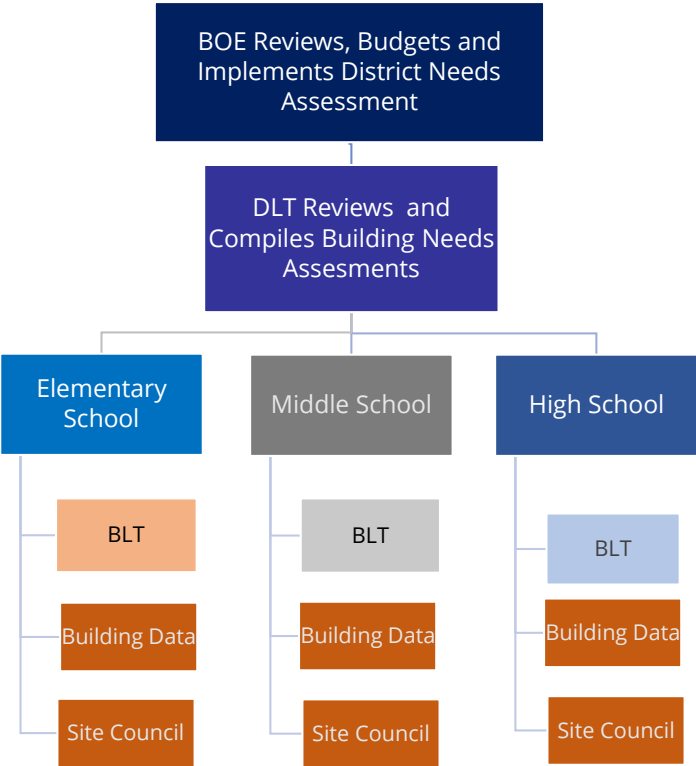 BOE Reviews, Budgets and
Implements District Needs
Assessment
DLT Reviews and
Compiles Building Needs
Assesments
Elementary
School
Middle School
High School
BLT
BLT
BLT
Building Data
Building Data
Building Data
Site Council
Site Council
Site Council